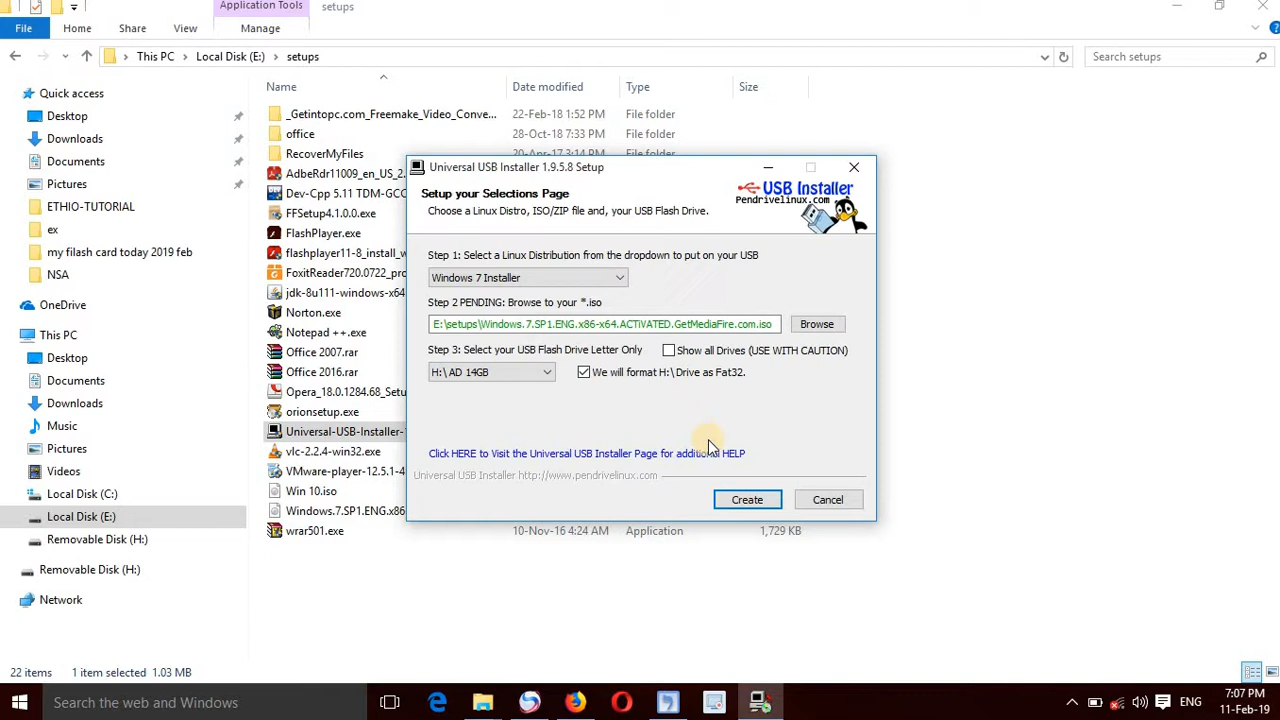 Application Tools
setups
File
Home
Share
View
Manage
This PC
Local Disk (E:)
setups
Search setups
Quick access
Desktop
Downloads
Documents
Pictures
ETHIO-TUTORIAL
ex
my filash card today 2019 feb
NSA
OneDrive
This PC
Desktop
Documents
Downloads
Music
Pictures
Videos
Local Disk (C:)
Local Disk (E:)
Removable Disk (H:)
Removable Disk (H:)
Network
Name
Date modified
Type
Size
_Getintopc.com_Freemake_Video_Conve...
22-Feb-18 1:52 PM
File folder
office
28-Oct-18 7:33 PM
File folder
RecoverMyFiles
20-Apr-17 3:14 PM
File folder
AdbeRdr11009_en_US_2.
Dev-Cpp 5.11 TDM-GCC
FFSetup4.1.0.0.exe
FlashPlayer.exe
flashplayer11-8_install_w
FoxitReader720.0722_prc
jdk-8u111-windows-x64
Norton.exe
Notepad ++.exe
Office 2007.rar
Office 2016.rar
Opera_18.0.1284.68_Setu
orionsetup.exe
Universal-USB-Installer-
vlc-2.2.4-win32.exe
VMware-player-12.5.1-4
Win 10.iso
Windows.7.SP1.ENG.x86
wrar501.exe
10-Nov-16 4:24 AM
Application
1,729 KB
Universal USB Installer 1.9.5.8 Setup
Setup your Selections Page
Choose a Linux Distro, ISO/ZIP file and, your USB Flash Drive.
USB Installer
Pendrivelinux.com
Step 1: Select a Linux Distribution from the dropdown to put on your USB
Windows 7 Installer
Step 2 PENDING: Browse to your *.iso
E:\setups\Windows.7.SP1.ENG.x86-x64.ACTiVATED.GetMediaFire.com.iso
Browse
Step 3: Select your USB Flash Drive Letter Only
Show all Drives (USE WITH CAUTION)
H:\ AD 14GB
We will format H:\ Drive as Fat32.
Click HERE to Visit the Universal USB Installer Page for additional HELP
Universal USB Installer http://www.pendrivelinux.com
Create
Cancel
22 items
1 item selected 1.03 MB
Search the web and Windows
ENG
7:07 PM
11-Feb-19